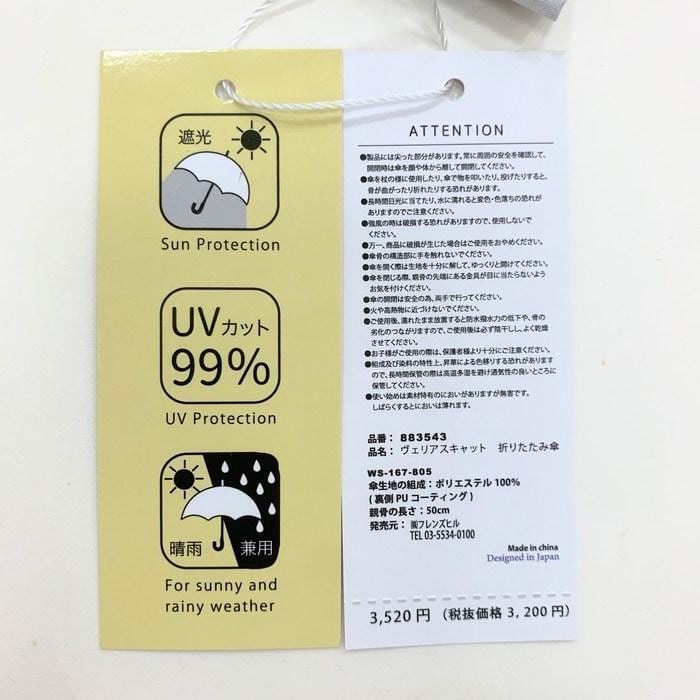 遮光
Sun Protection
UVカット
99%
UV Protection
晴雨 兼用
For sunny and
rainy weather
ATTENTION
●製品には尖った部分があります。常に周囲の安全を確認して、
開閉時は傘を顔や体から離して開閉してください。
●傘を杖の様に使用したり、傘で物を叩いたり、投げたりすると、
骨が曲がったり折れたりする恐れがあります。
●長時間日光に当てたり、水に濡れると変色・色落ちの恐れが
ありますのでご注意ください。
●強風の時は破損する恐れがありますので、使用しないで
ください。
●万一、商品に破損が生じた場合はご使用をおやめください。
●傘骨の構造部に手を触れないでください。
●傘を開く際は生地を十分に解して、ゆっくりと開けてください。
●傘を閉じる際、親骨の先端にある金具が目に当たらないよう
お気を付けください。
●傘の開閉は安全の為、両手で行ってください。
●火や高熱物に近づけないでください。
●ご使用後、濡れたまま放置すると防水撥水力の低下や、骨の
劣化のつながりますので、ご使用後は必ず陰干しし、よく乾燥
させてください。
●お子様がご使用の際は、保護者様より十分にご注意ください。
●組成及び染料の特性上、昇華による色移りする恐れがあります
ので、長時間保管の際は高温多湿を避け通気性の良いところに
保管してください。
●使い始めは素材特有のにおいがありますが無害です。
しばらくするとにおいは薄れます。
品番： 883543
品名： ヴェリアスキャット 折りたたみ傘
WS-167-805
傘生地の組成：ポリエステル 100%
( 裏側 PU コーティング )
親骨の長さ：50cm
発売元： ㈱フレンズヒル
TEL 03-5534-0100
Made in china
Designed in Japan
3,520 円 （税抜価格 3, 200円）